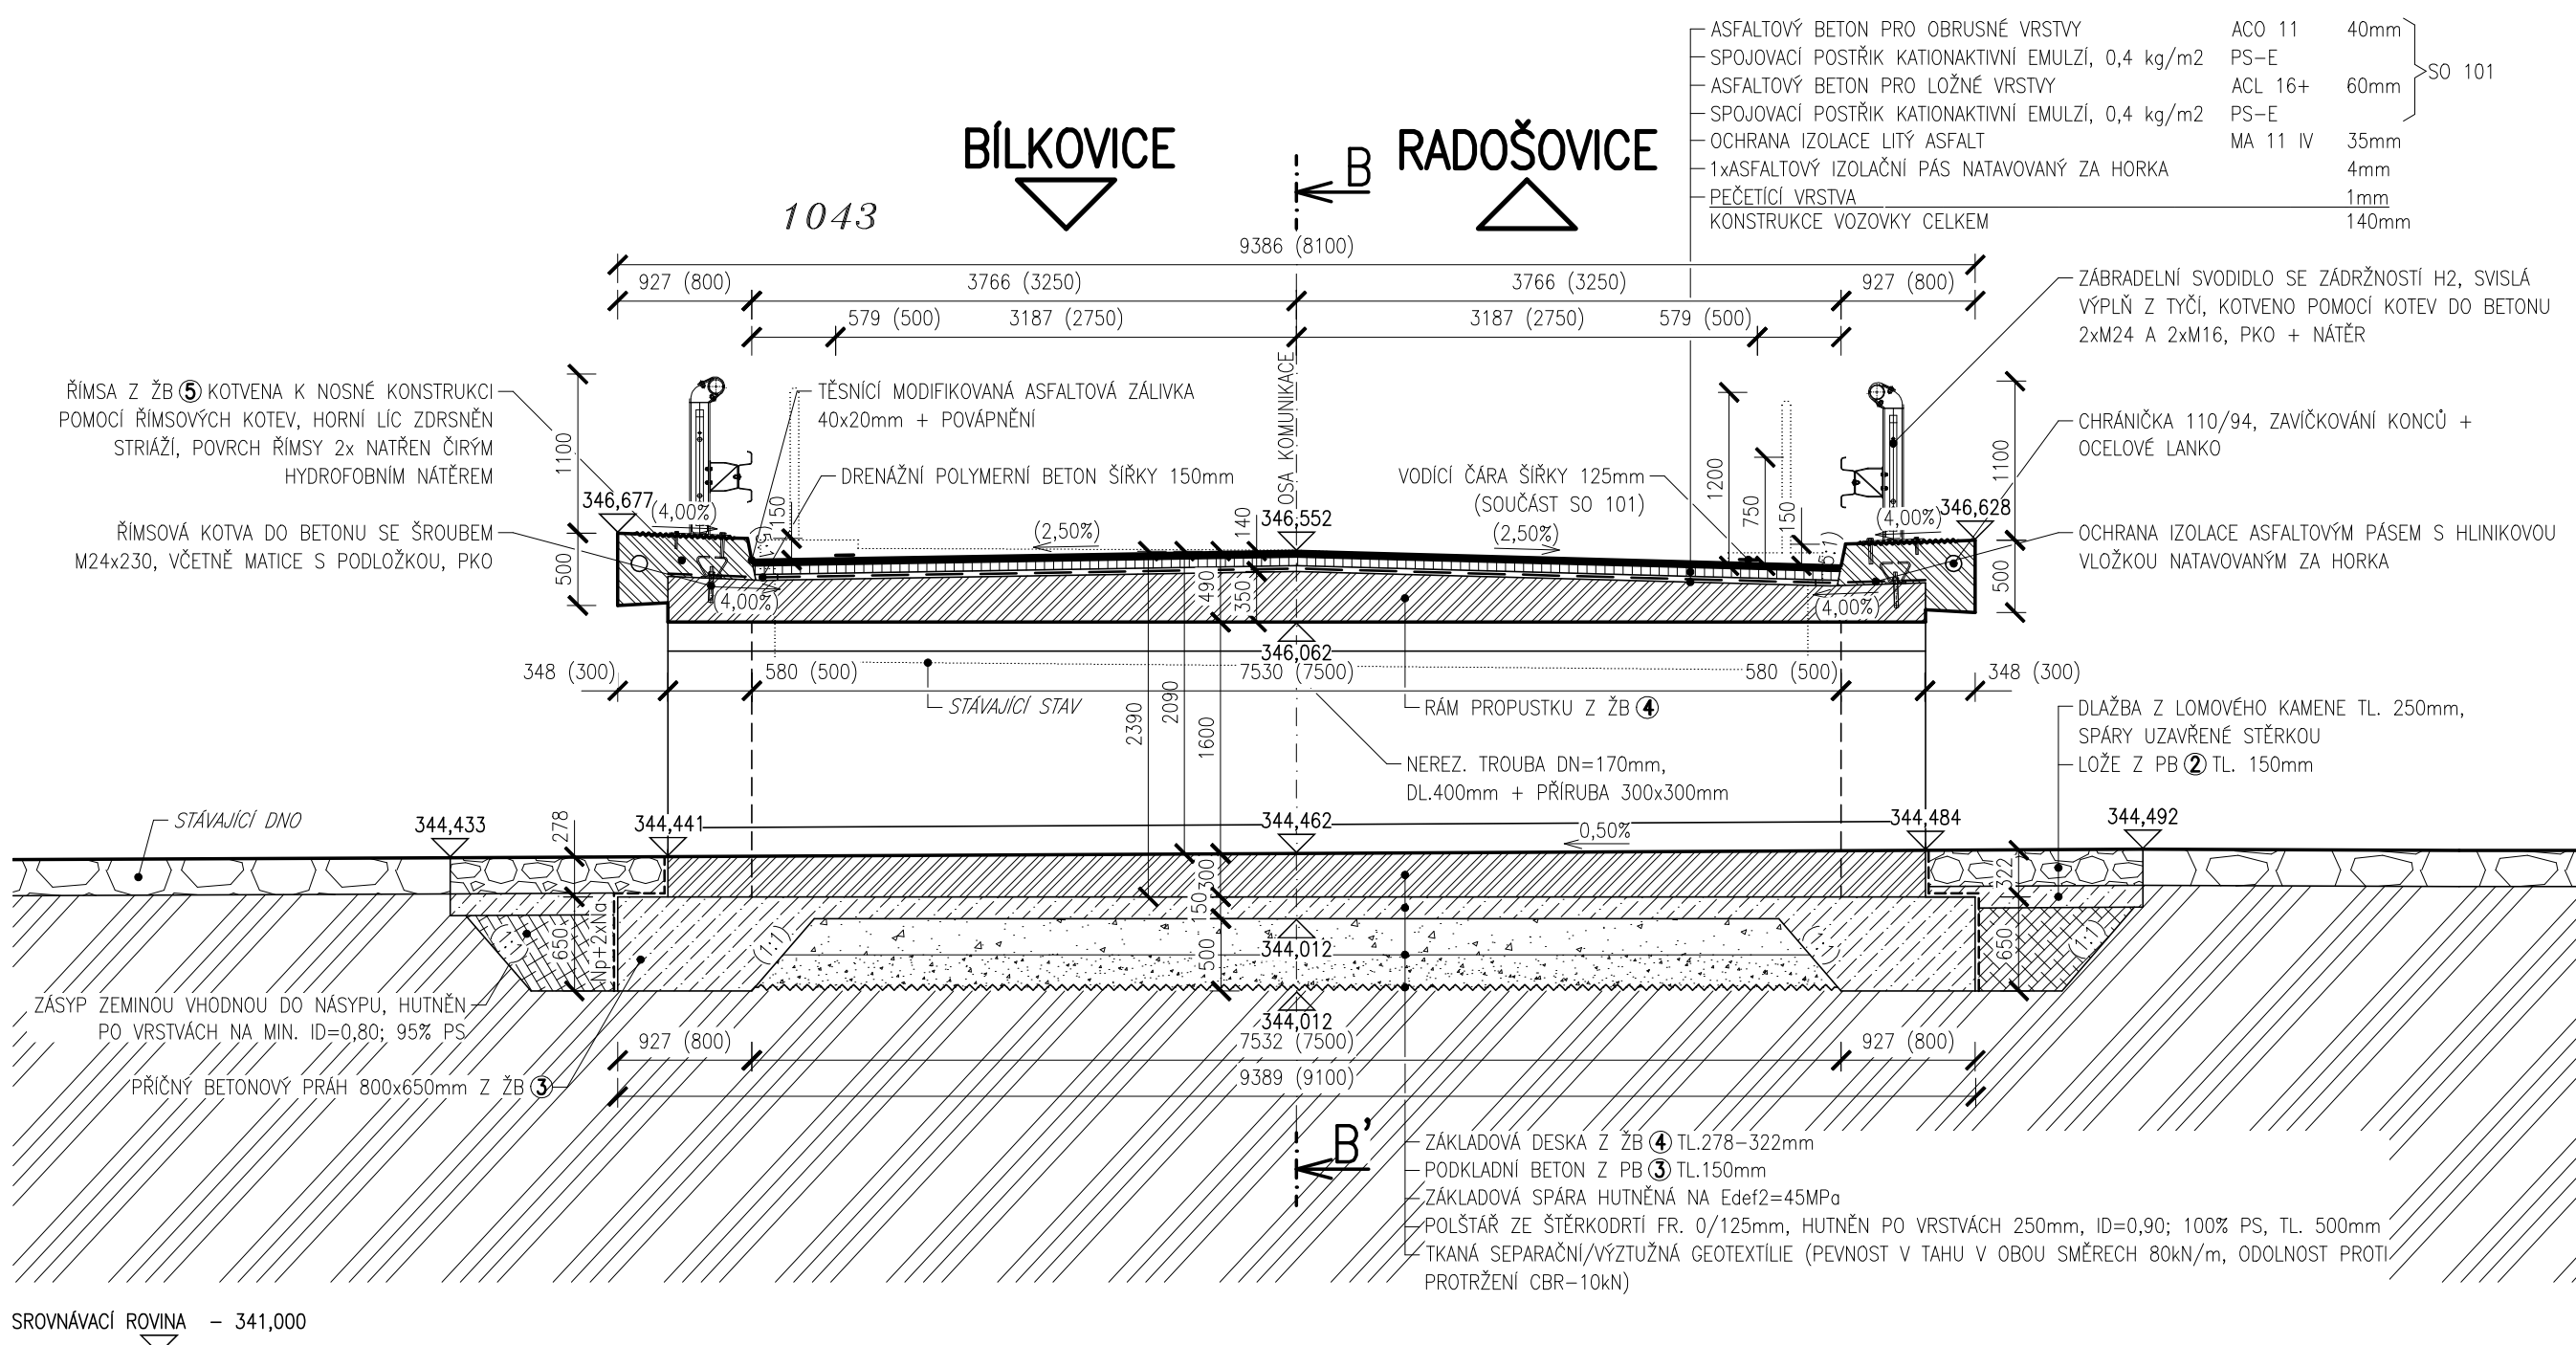 ASFALTOVÝ BETON PRO OBRUSNÉ VRSTVY ACO 11 40mm
SPOJOVACÍ POSTŘIK KATIONAKTIVNÍ EMULZÍ, 0,4 kg/m2 PS-E
ASFALTOVÝ BETON PRO LOŽNÉ VRSTVY ACL 16+ 60mm
SPOJOVACÍ POSTŘIK KATIONAKTIVNÍ EMULZÍ, 0,4 kg/m2 PS-E
SO 101
OCHRANA IZOLACE LITÝ ASFALT MA 11 IV 35mm
1xASFALTOVÝ IZOLAČNÍ PÁS NATAVOVANÝ ZA HORKA 4mm
PEČETÍCÍ VRSTVA 1mm
KONSTRUKCE VOZOVKY CELKEM 140mm
BÍLKOVICE
B
RADOŠOVICE
1043
9386 (8100)
927 (800) 3766 (3250) 3766 (3250) 927 (800)
579 (500) 3187 (2750) 3187 (2750) 579 (500)
ZÁBRADELNÍ SVODIDLO SE ZÁDRŽNOSTÍ H2, SVISLÁ
VÝPLŇ Z TYČÍ, KOTVENO POMOCÍ KOTEV DO BETONU
2xM24 A 2xM16, PKO + NÁTĚR
ŘÍMSA Z ŽB 5 KOTVENA K NOSNÉ KONSTRUKCI
POMOCÍ ŘÍMSOVÝCH KOTEV, HORNÍ LÍC ZDRSNĚN
STRIÁŽÍ, POVRCH ŘÍMSY 2x NATŘEN ČIRÝM
HYDROFOBNÍM NÁTĚREM
ŘÍMSOVÁ KOTVA DO BETONU SE ŠROUBEM
M24x230, VČETNĚ MATICE S PODLOŽKOU, PKO
1100
500
346,677
(4,00%)
(4,00%)
150
TĚSNÍCÍ MODIFIKOVANÁ ASFALTOVÁ ZÁLIVKA
40x20mm + POVÁPNĚNÍ
DRENÁŽNÍ POLYMERNÍ BETON ŠÍŘKY 150mm
(2,50%)
OSA KOMUNIKACE
140
346,552
490
350
VODÍCÍ ČÁRA ŠÍŘKY 125mm
(SOUČÁST SO 101)
(2,50%)
1200
750
150
(4,00%)
(4,00%)
346,628
1100
500
CHRÁNIČKA 110/94, ZAVÍČKOVÁNÍ KONCŮ +
OCELOVÉ LANKO
OCHRANA IZOLACE ASFALTOVÝM PÁSEM S HLINIKOVOU
VLOŽKOU NATAVOVANÝM ZA HORKA
346,062
348 (300) 580 (500) 7530 (7500) 580 (500) 348 (300)
STÁVAJÍCÍ STAV
2390
2090
1600
RÁM PROPUSTKU Z ŽB 4
NEREZ. TROUBA DN=170mm,
DL.400mm + PŘÍRUBA 300x300mm
DLAŽBA Z LOMOVÉHO KAMENE TL. 250mm,
SPÁRY UZAVŘENÉ STĚRKOU
LOŽE Z PB 2 TL. 150mm
STÁVAJÍCÍ DNO
344,433
278
344,441
344,462
0,50%
344,484
344,492
322
300
150
500
650
Np+2xNa
(1:1)
(1:1)
344,012
(1:1)
650
344,012
ZÁSYP ZEMINOU VHODNOU DO NÁSYPU, HUTNĚN
PO VRSTVÁCH NA MIN. ID=0,80; 95% PS
927 (800) 7532 (7500) 927 (800)
PŘÍČNÝ BETONOVÝ PRÁH 800x650mm Z ŽB 3
9389 (9100)
B'
ZÁKLADOVÁ DESKA Z ŽB 4 TL.278-322mm
PODKLADNÍ BETON Z PB 3 TL.150mm
ZÁKLADOVÁ SPÁRA HUTNĚNÁ NA Edef2=45MPa
POLŠTÁŘ ZE ŠTĚRKODRTÍ FR. 0/125mm, HUTNĚN PO VRSTVÁCH 250mm, ID=0,90; 100% PS, TL. 500mm
TKANÁ SEPARAČNÍ/VÝZTUŽNÁ GEOTEXTÍLIE (PEVNOST V TAHU V OBOU SMĚRECH 80kN/m, ODOLNOST PROTI
PROTRŽENÍ CBR-10kN)
SROVNÁVACÍ ROVINA - 341,000